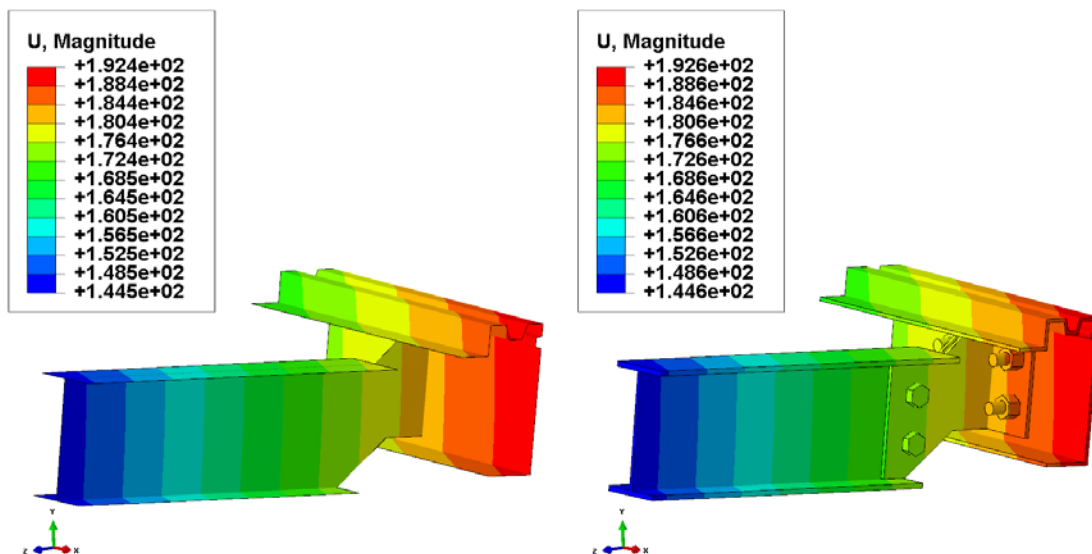 U, Magnitude
+1.924e+02
+1.884e+02
+1.844e+02
+1.804e+02
+1.764e+02
+1.724e+02
+1.685e+02
+1.645e+02
+1.605e+02
+1.565e+02
+1.525e+02
+1.485e+02
+1.445e+02
Y
Z
X
U, Magnitude
+1.926e+02
+1.886e+02
+1.846e+02
+1.806e+02
+1.766e+02
+1.726e+02
+1.686e+02
+1.646e+02
+1.606e+02
+1.566e+02
+1.526e+02
+1.486e+02
+1.446e+02
Y
Z
X